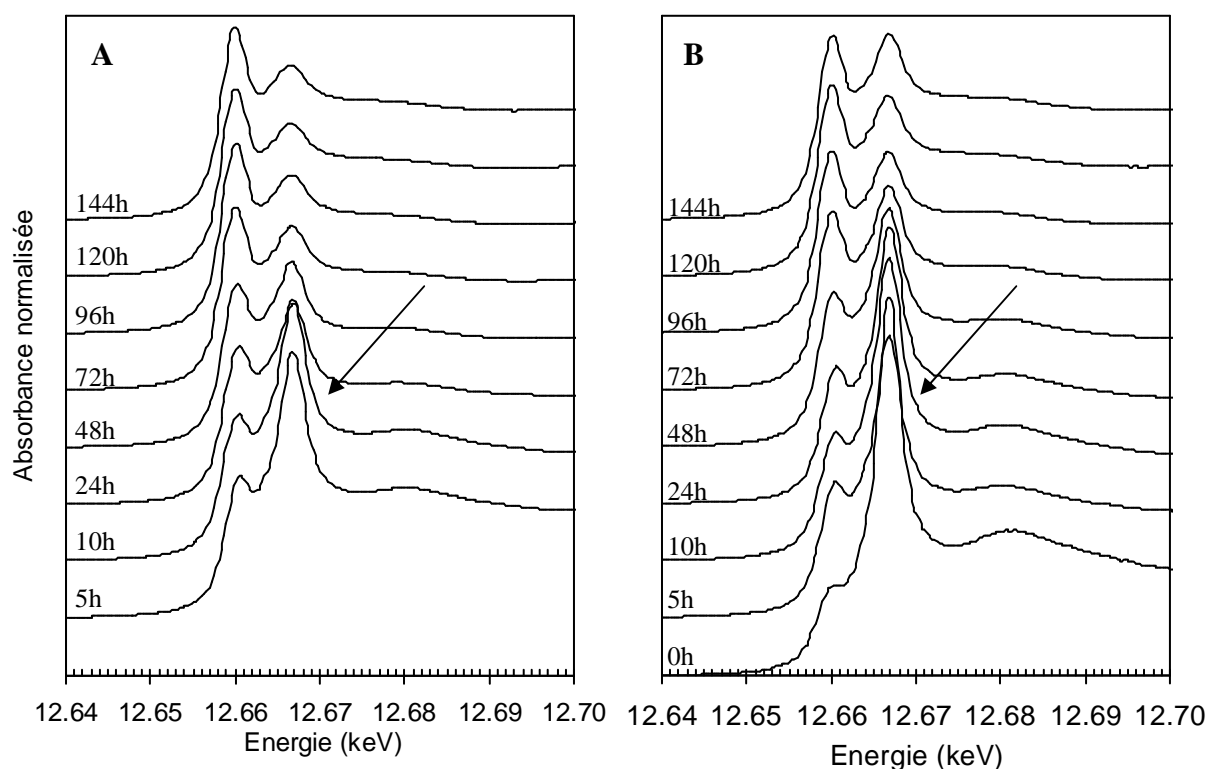 A
B
Absorbance normalisée
144h
120h
96h
72h
48h
24h
10h
5h
144h
120h
96h
72h
48h
24h
10h
5h
0h
12.64 12.65 12.66 12.67 12.68 12.69 12.70
Energie (keV)
12.64 12.65 12.66 12.67 12.68 12.69 12.70
Energie (keV)